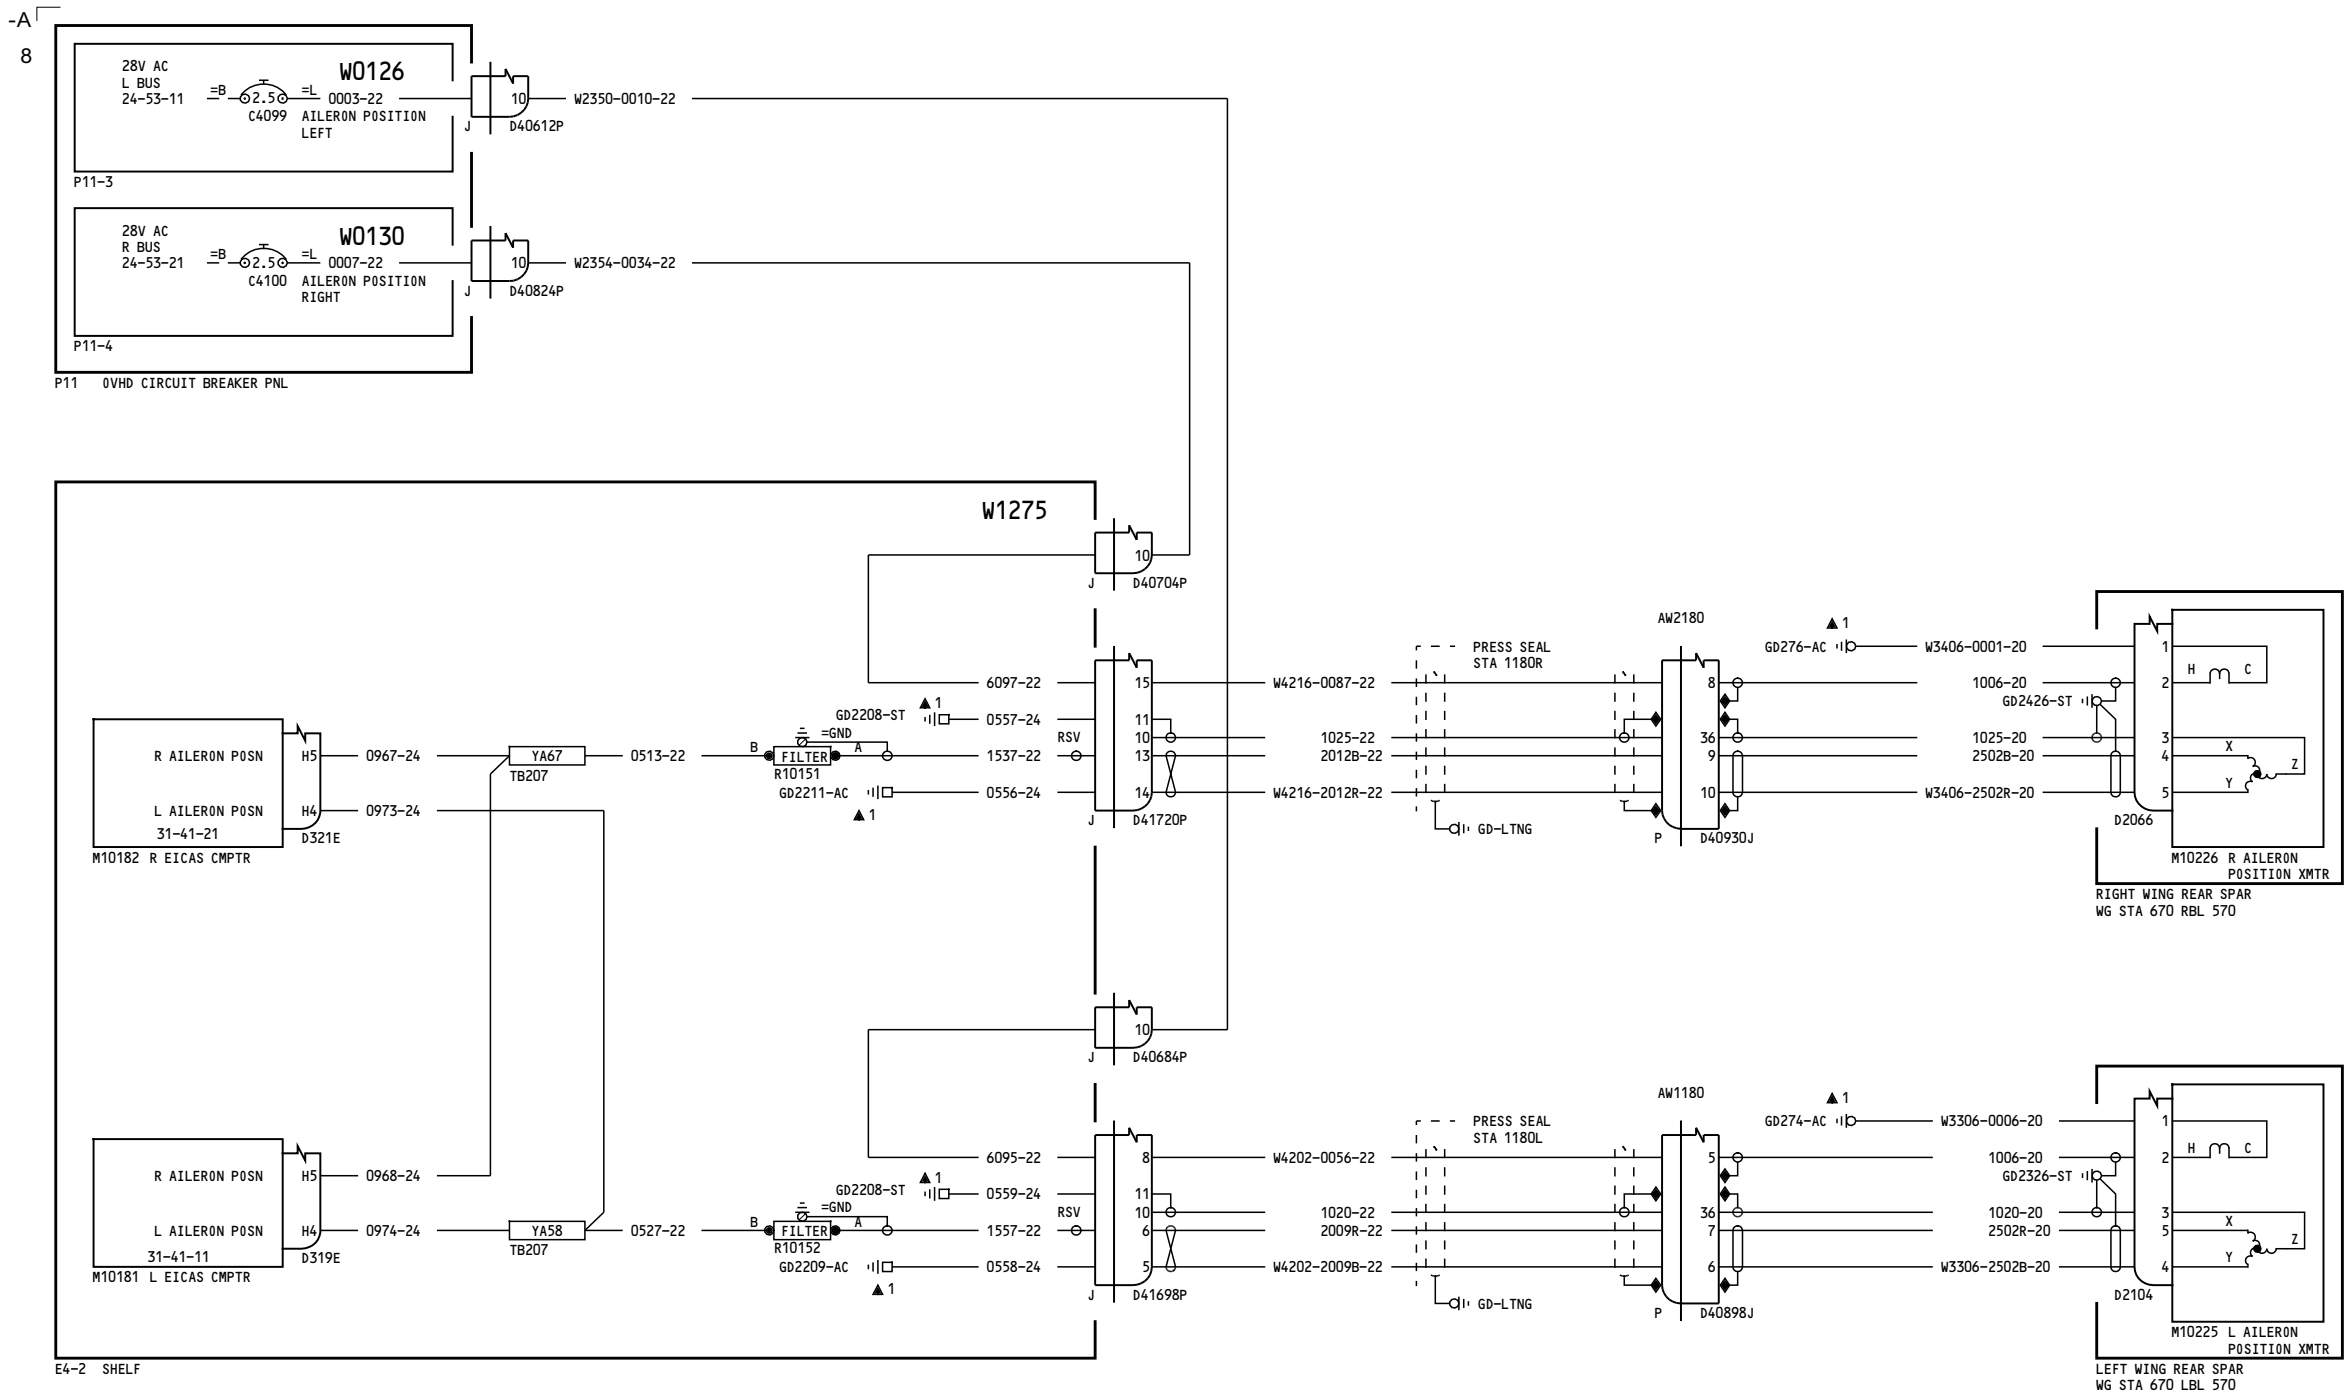 -A
8
28V AC
L BUS
24-53-11
=B
2.5
C4099
=L
W0126
0003-22
AILERON POSITION
LEFT
10
J
D40612P
W2350-0010-22
P11-3
28V AC
R BUS
24-53-21
=B
2.5
C4100
=L
W0130
0007-22
AILERON POSITION
RIGHT
10
J
D40824P
W2354-0034-22
P11-4
P11 OVHD CIRCUIT BREAKER PNL
W1275
10
J
D40704P
R AILERON POSN
H5
0967-24
YA67
TB207
0513-22
B
FILTER
R10151
=GND
A
L AILERON POSN
H4
0973-24
31-41-21
D321E
M10182 R EICAS CMPTR
6097-22
15
1
GD2208-ST
0557-24
11
RSV
10
1537-22
13
GD2211-AC
0556-24
14
1
J
D41720P
W4216-0087-22
1025-22
2012B-22
W4216-2012R-22
PRESS SEAL
STA 1180R
GD-LTNG
AW2180
8
36
9
10
P
D40930J
1
GD276-AC
W3406-0001-20
1006-20
GD2426-ST
1025-20
2502B-20
W3406-2502R-20
1
2
3
4
5
D2066
H
C
X
Y
Z
M10226 R AILERON
POSITION XMTR
RIGHT WING REAR SPAR
WG STA 670 RBL 570
10
J
D40684P
R AILERON POSN
H5
0968-24
L AILERON POSN
H4
0974-24
31-41-11
D319E
M10181 L EICAS CMPTR
YA58
TB207
0527-22
B
FILTER
R10152
=GND
A
6095-22
8
1
GD2208-ST
0559-24
11
RSV
10
1557-22
6
GD2209-AC
0558-24
5
1
J
D41698P
W4202-0056-22
1020-22
2009R-22
W4202-2009B-22
PRESS SEAL
STA 1180L
GD-LTNG
AW1180
5
36
7
6
P
D40898J
1
GD274-AC
W3306-0006-20
1006-20
GD2326-ST
1020-20
2502R-20
W3306-2502B-20
1
2
3
5
4
D2104
H
C
X
Y
Z
M10225 L AILERON
POSITION XMTR
LEFT WING REAR SPAR
WG STA 670 LBL 570
E4-2 SHELF